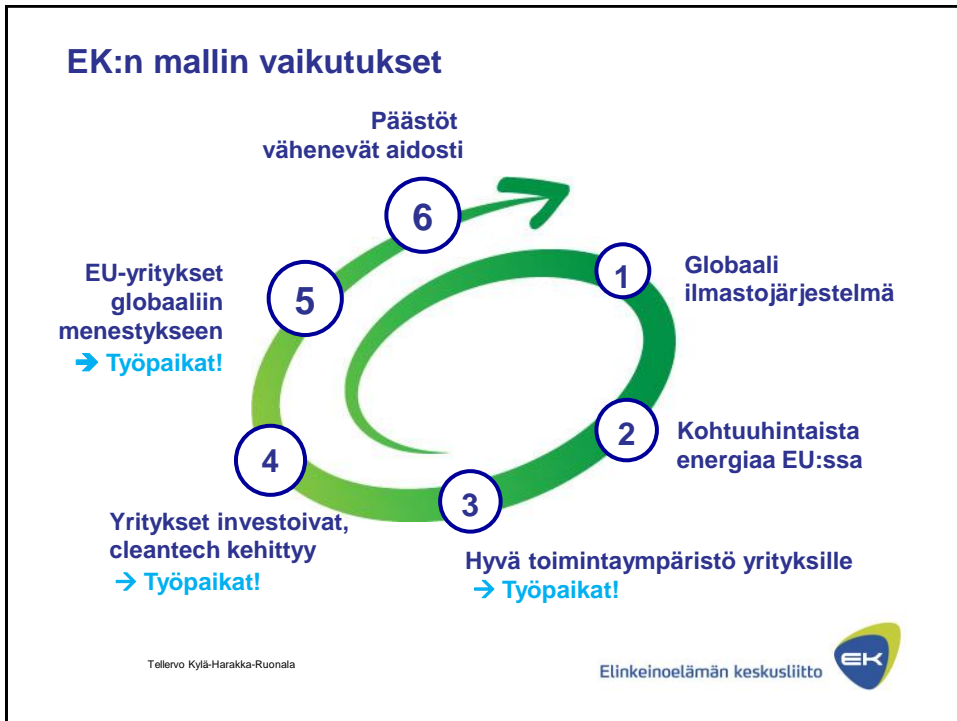 EK:n mallin vaikutukset
Päästöt
vähenevät aidosti
6
1
Globaali
ilmastojärjestelmä
EU-yritykset
globaaliin
menestykseen
→ Työpaikat!
5
2
Kohtuuhintaista
energiaa EU:ssa
4
3
Yritykset investoivat,
cleantech kehittyy
→ Työpaikat!
Hyvä toimintaympäristö yrityksille
→ Työpaikat!
Tellervo Kylä-Harakka-Ruonala
Elinkeinoelämän keskusliitto
EK